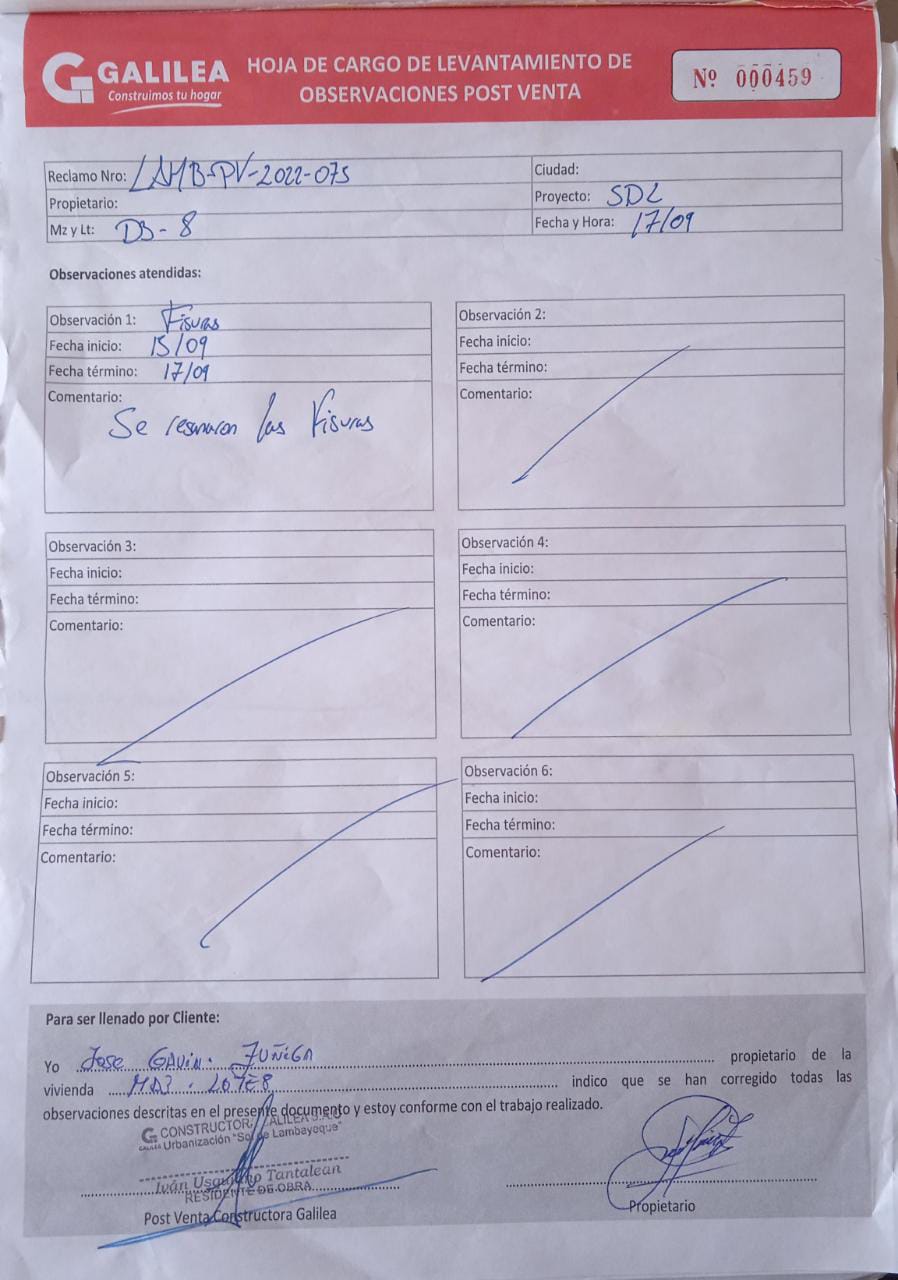 GALILEA
Construimos tu hogar
HOJA DE CARGO DE LEVANTAMIENTO DE
OBSERVACIONES POST VENTA
Nº 000459
Reclamo Nro: LAMB-PV-2022-075
Ciudad:
Propietario:
Proyecto: SDL
Mz y Lt: D3-8
Fecha y Hora: 17/09
Observaciones atendidas:
Observación 1: Fisuras
Fecha inicio: 15/09
Fecha término: 17/09
Comentario:
Se resanaron las Fisuras
Observación 2:
Fecha inicio:
Fecha término:
Comentario:
Observación 3:
Fecha inicio:
Fecha término:
Comentario:
Observación 4:
Fecha inicio:
Fecha término:
Comentario:
Observación 5:
Fecha inicio:
Fecha término:
Comentario:
Observación 6:
Fecha inicio:
Fecha término:
Comentario:
Para ser llenado por Cliente:
Yo Jose GAVIN. ZUÑIGA propietario de la
vivienda LOTE 8 indico que se han corregido todas las
observaciones descritas en el presente documento y estoy conforme con el trabajo realizado.
CONSTRUCTORA GALILEA S.A.C
Urbanización "Sol de Lambayeque"
Iván Tantalean
RESIDENTE DE OBRA
Post Venta Constructora Galilea
Propietario